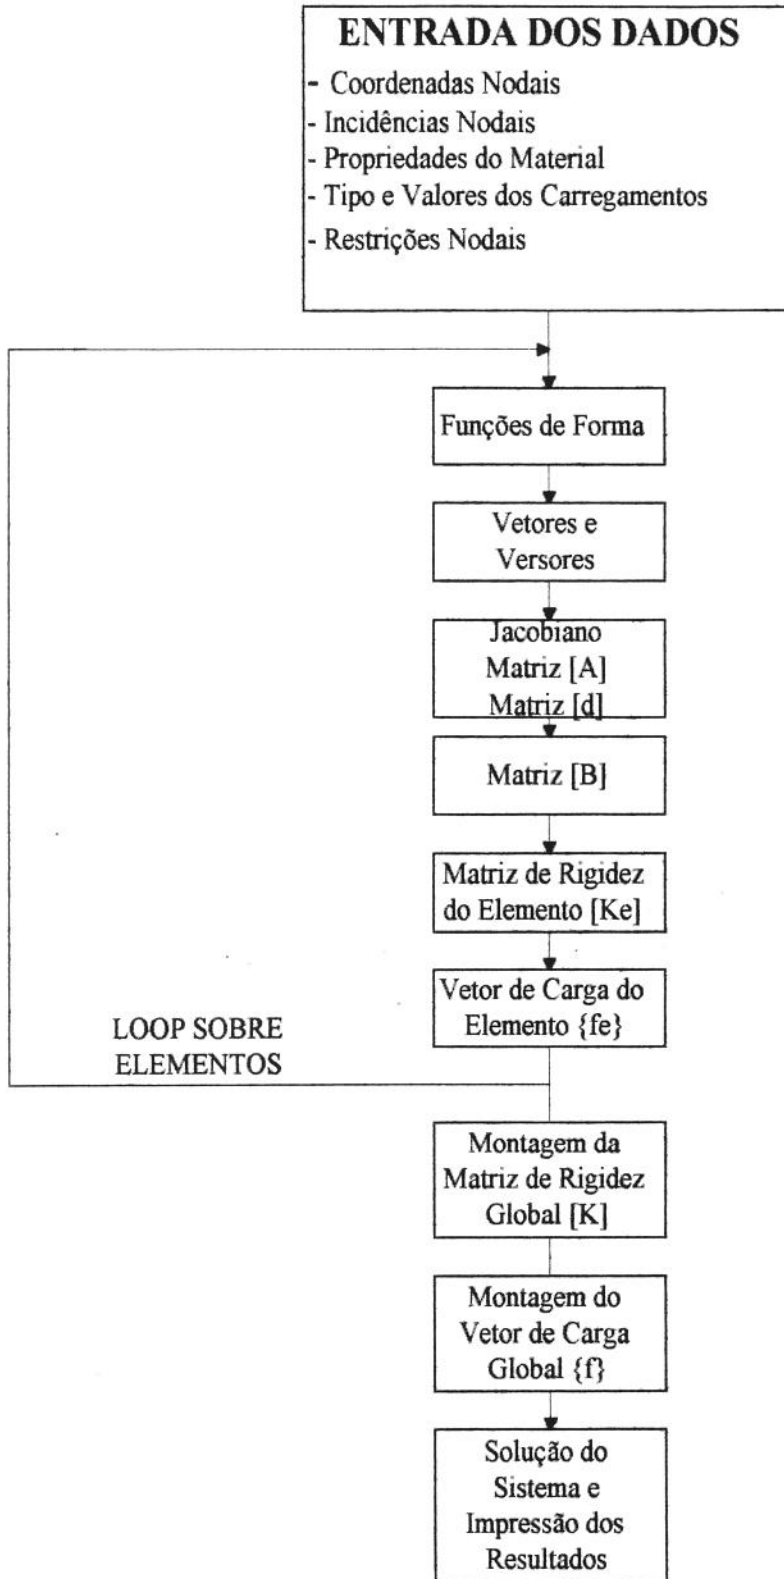 ENTRADA DOS DADOS
- Coordenadas Nodais
- Incidências Nodais
- Propriedades do Material
- Tipo e Valores dos Carregamentos
- Restrições Nodais
Funções de Forma
Vetores e
Versores
Jacobiano
Matriz [A]
Matriz [d]
Matriz [B]
Matriz de Rigidez
do Elemento [Ke]
Vetor de Carga do
Elemento {fe}
LOOP SOBRE
ELEMENTOS
Montagem da
Matriz de Rigidez
Global [K]
Montagem do
Vetor de Carga
Global {f}
Solução do
Sistema e
Impressão dos
Resultados